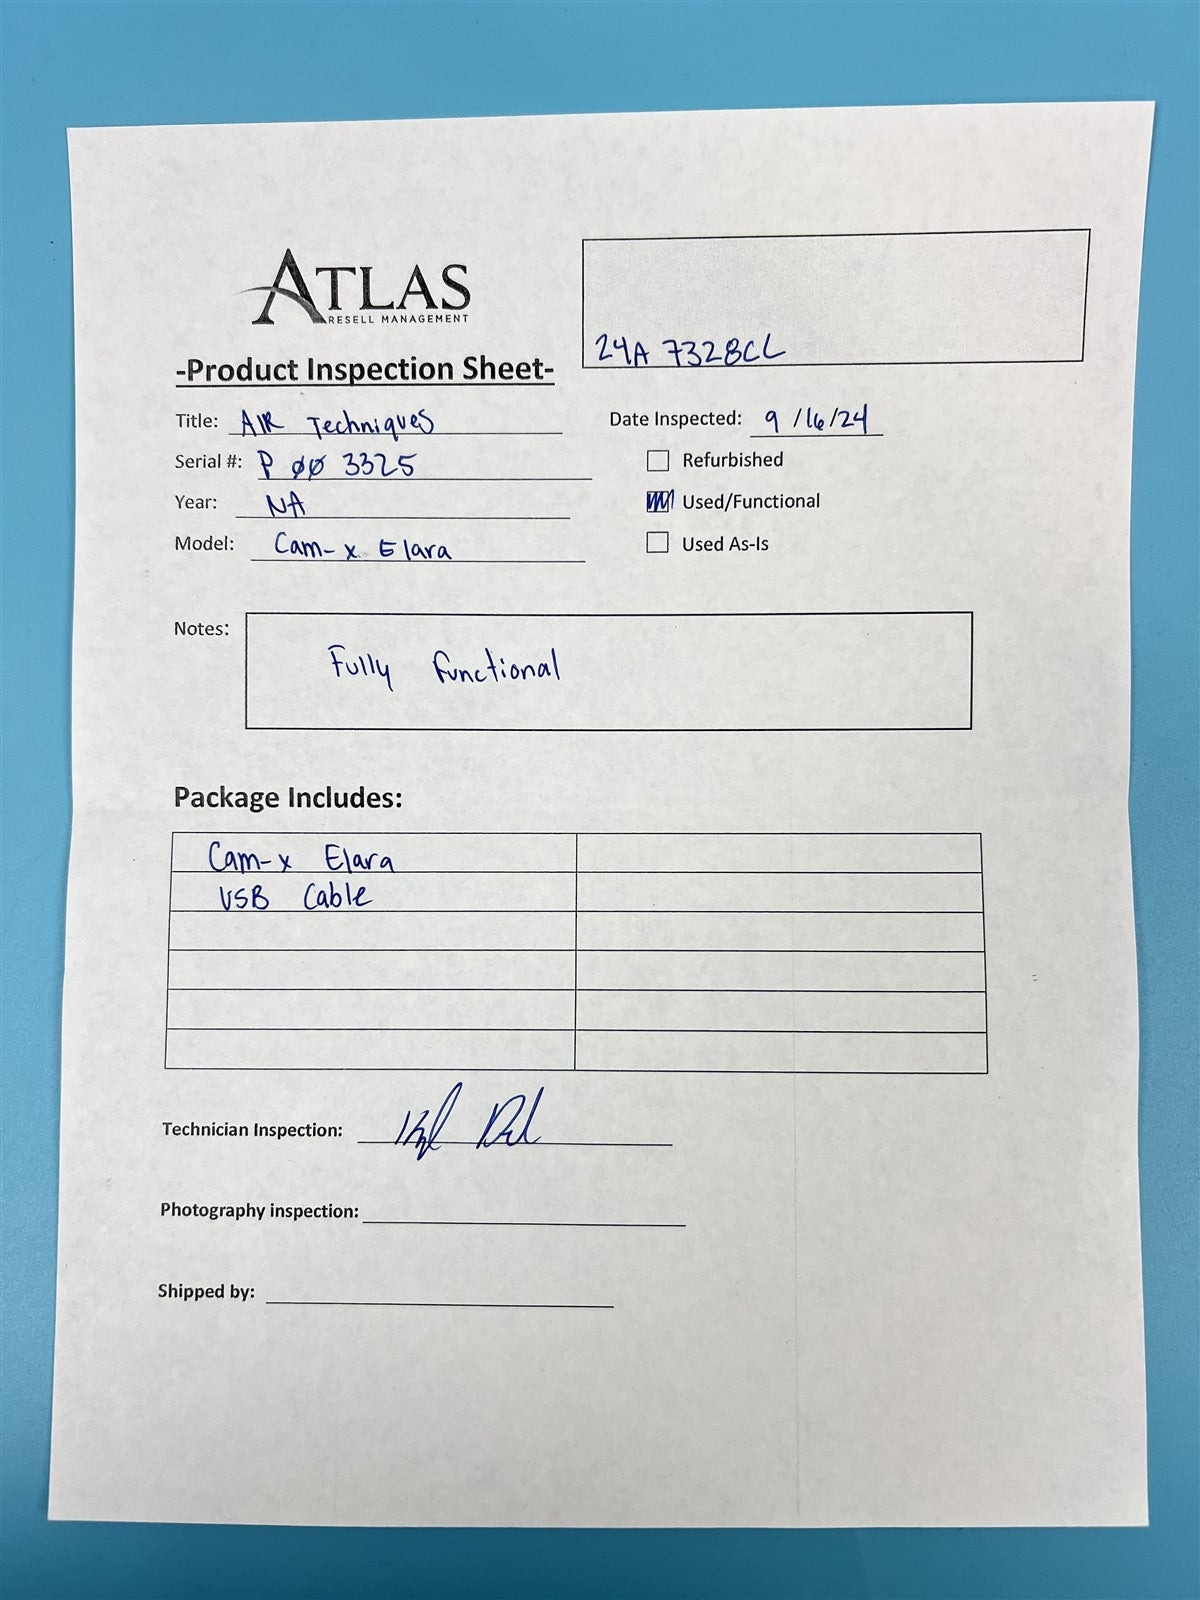 ATLAS
RESELL MANAGEMENT
24A 7328CL
-Product Inspection Sheet-
Title: AIR Techniques
Date Inspected: 9/16/24
Serial #: P 00 3325
Refurbished
Year: NA
Used/Functional
Model: Cam-x Elara
Used As-Is
Notes:
Fully functional
Package Includes:
Cam-x Elara
USB Cable
Technician Inspection:
Photography inspection:
Shipped by: